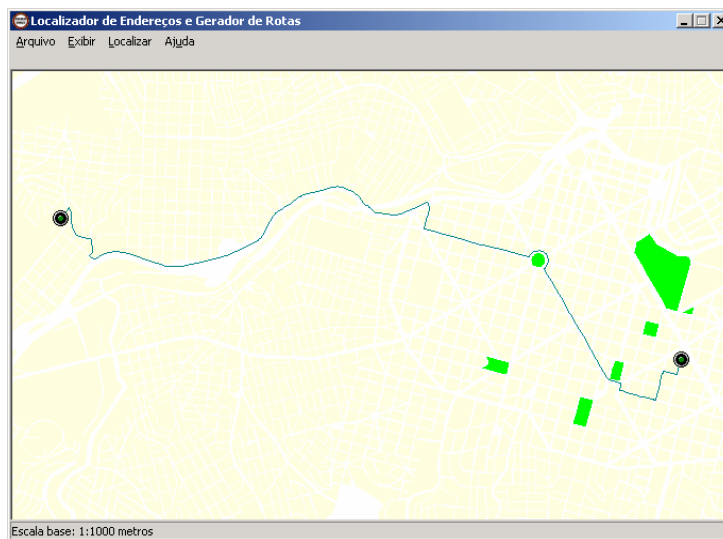 Localizador de Endereços e Gerador de Rotas
Arquivo Exibir Localizar Ajuda
Escala base: 1:1000 metros